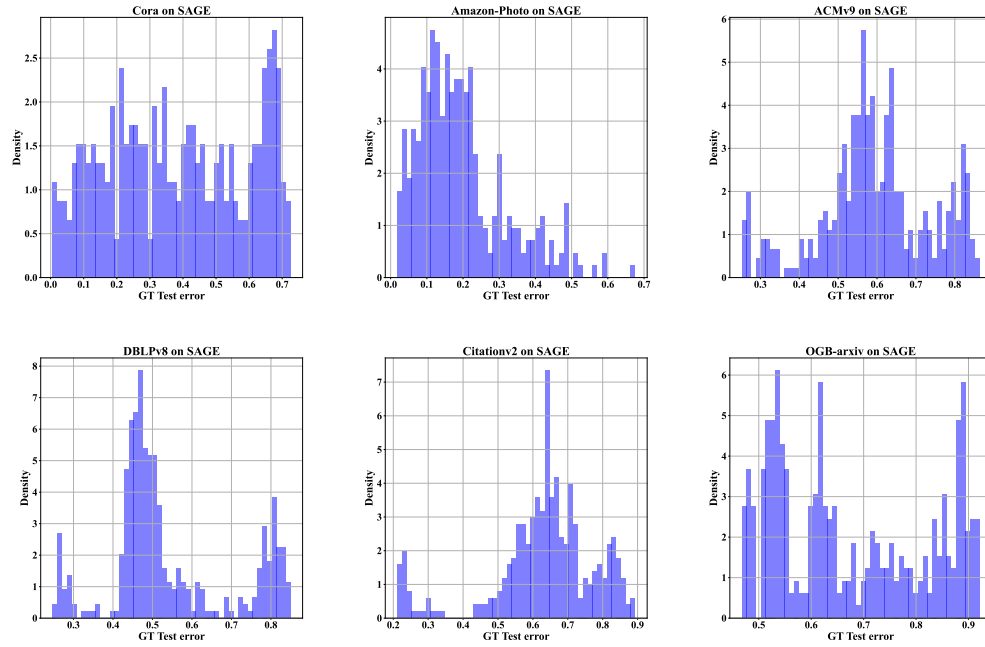 Cora on SAGE
Density
0.0 0.5 1.0 1.5 2.0 2.5
0.0 0.1 0.2 0.3 0.4 0.5 0.6 0.7
GT Test error
Amazon-Photo on SAGE
Density
0 1 2 3 4
0.1 0.2 0.3 0.4 0.5 0.6 0.7
GT Test error
ACMv9 on SAGE
Density
0 1 2 3 4 5 6
0.3 0.4 0.5 0.6 0.7 0.8
GT Test error
DBLPv8 on SAGE
Density
0 1 2 3 4 5 6 7 8
0.3 0.4 0.5 0.6 0.7 0.8
GT Test error
Citationv2 on SAGE
Density
0 1 2 3 4 5 6 7
0.2 0.3 0.4 0.5 0.6 0.7 0.8 0.9
GT Test error
OGB-arxiv on SAGE
Density
0 1 2 3 4 5 6
0.5 0.6 0.7 0.8 0.9
GT Test error